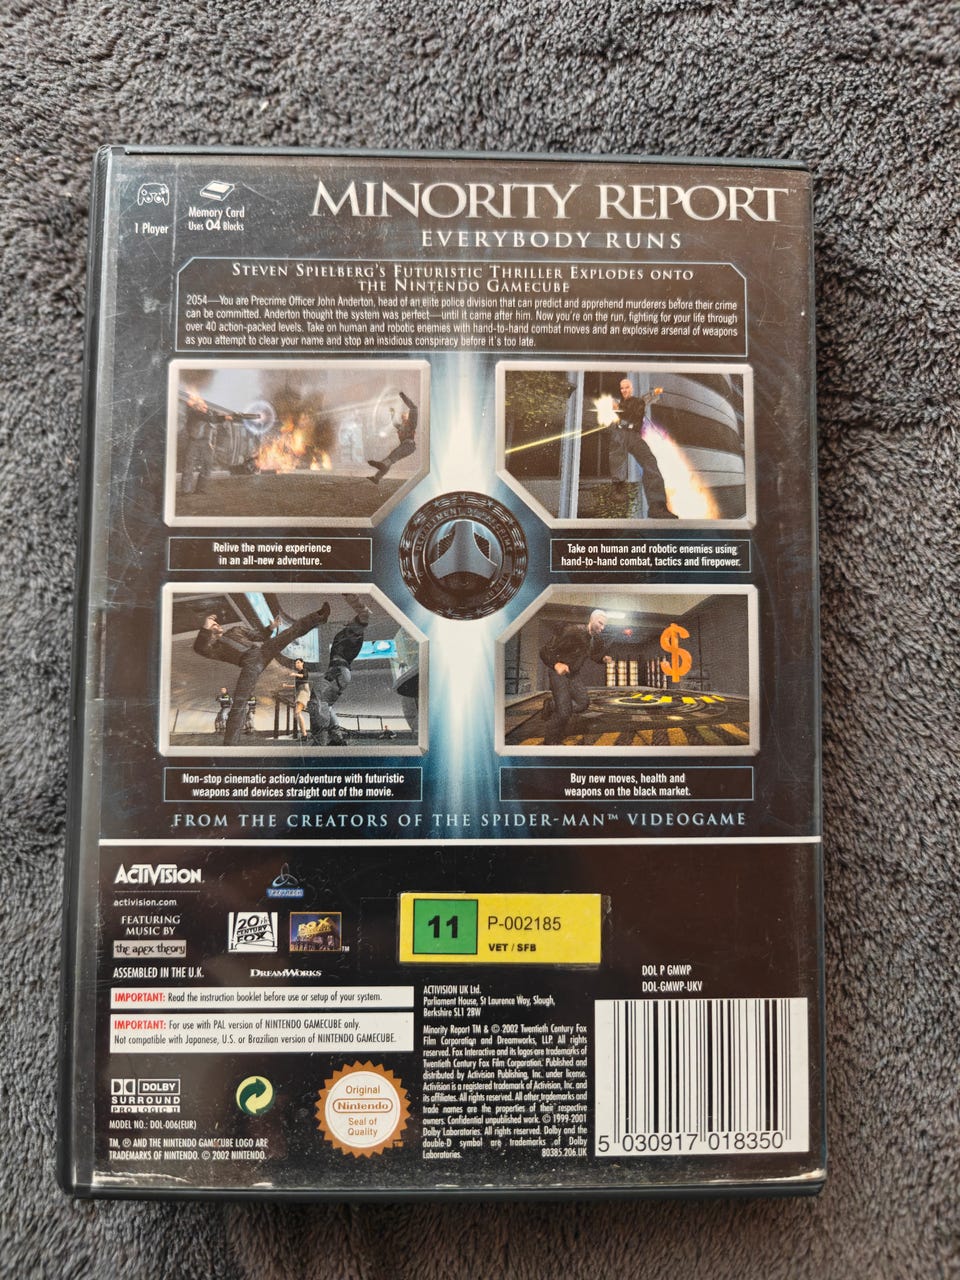 1 Player
Memory Card
Uses 04 Blocks
MINORITY REPORT™
EVERYBODY RUNS
STEVEN SPIELBERG'S FUTURISTIC THRILLER EXPLODES ONTO
THE NINTENDO GAMECUBE
2054—You are Precrime Officer John Anderton, head of an elite police division that can predict and apprehend murderers before their crime
can be committed. Anderton thought the system was perfect—until it came after him. Now you're on the run, fighting for your life through
over 40 action-packed levels. Take on human and robotic enemies with hand-to-hand combat moves and an explosive arsenal of weapons
as you attempt to clear your name and stop an insidious conspiracy before it's too late.
DEPARTMENT OF PRECRIME
Relive the movie experience
in an all-new adventure.
Take on human and robotic enemies using
hand-to-hand combat, tactics and firepower.
$
Non-stop cinematic action/adventure with futuristic
weapons and devices straight out of the movie.
Buy new moves, health and
weapons on the black market.
FROM THE CREATORS OF THE SPIDER-MAN™ VIDEOGAME
ACTIVISION.
activision.com
TREYARCH
FEATURING
MUSIC BY
the apex theory
20th
CENTURY
FOX
FOX
INTERACTIVE
™
DREAMWORKS
ASSEMBLED IN THE U.K.
11
P-002185
VET / SFB
DOL P GMWP
DOL-GMWP-UKV
IMPORTANT: Read the instruction booklet before use or setup of your system.
IMPORTANT: For use with PAL version of NINTENDO GAMECUBE only.
Not compatible with Japanese, U.S. or Brazilian version of NINTENDO GAMECUBE.
DOLBY
SURROUND
PRO LOGIC II
MODEL NO.: DOL-006(EUR)
TM, ® AND THE NINTENDO GAMECUBE LOGO ARE
TRADEMARKS OF NINTENDO. © 2002 NINTENDO.
Original
Nintendo
Seal of
Quality
TM
ACTIVISION UK Ltd.
Parliament House, St Laurence Way, Slough,
Berkshire SL1 2BW
Minority Report TM & © 2002 Twentieth Century Fox
Film Corporation and Dreamworks, LLP. All rights
reserved. Fox Interactive and its logos are trademarks of
Twentieth Century Fox Film Corporation. Published and
distributed by Activision Publishing, Inc. under license.
Activision is a registered trademark of Activision, Inc. and
its affiliates. All rights reserved. All other trademarks and
trade names are the properties of their respective
owners. Confidential unpublished work. © 1999-2001
Dolby Laboratories. All rights reserved. Dolby and the
double-D symbol are trademarks of Dolby
Laboratories. 80385.206.UK
5 030917 018350